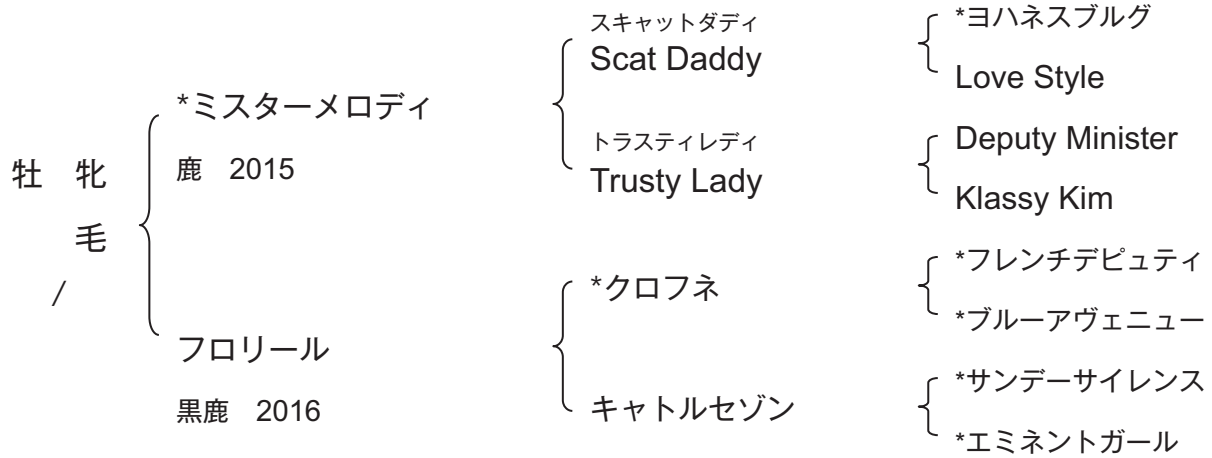 牡 牝
毛
/
*ミスターメロディ
鹿 2015
フロリール
黒鹿 2016
スキャットダディ
Scat Daddy
トラスティレディ
Trusty Lady
*クロフネ
キャトルセゾン
*ヨハネスブルグ
Love Style
Deputy Minister
Klassy Kim
*フレンチデピュティ
*ブルーアヴェニュー
*サンデーサイレンス
*エミネントガール